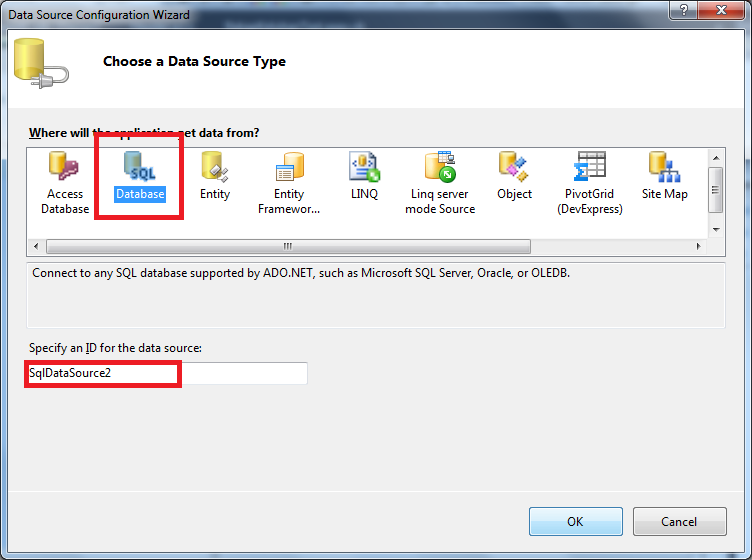 Data Source Configuration Wizard
?
Choose a Data Source Type
Where will the application get data from?
SQL
Access
Database
Database
Entity
Entity
Framewor...
LINQ
Linq server
mode Source
Object
PivotGrid
(DevExpress)
Site Map
Connect to any SQL database supported by ADO.NET, such as Microsoft SQL Server, Oracle, or OLEDB.
Specify an ID for the data source:
SqlDataSource2
OK
Cancel